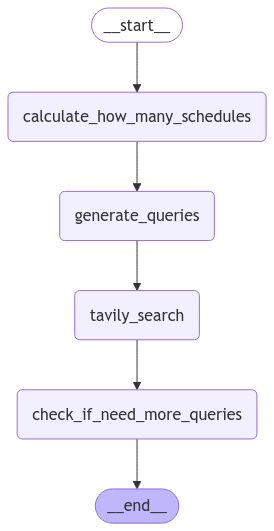 __start__
calculate_how_many_schedules
generate_queries
tavily_search
check_if_need_more_queries
__end__